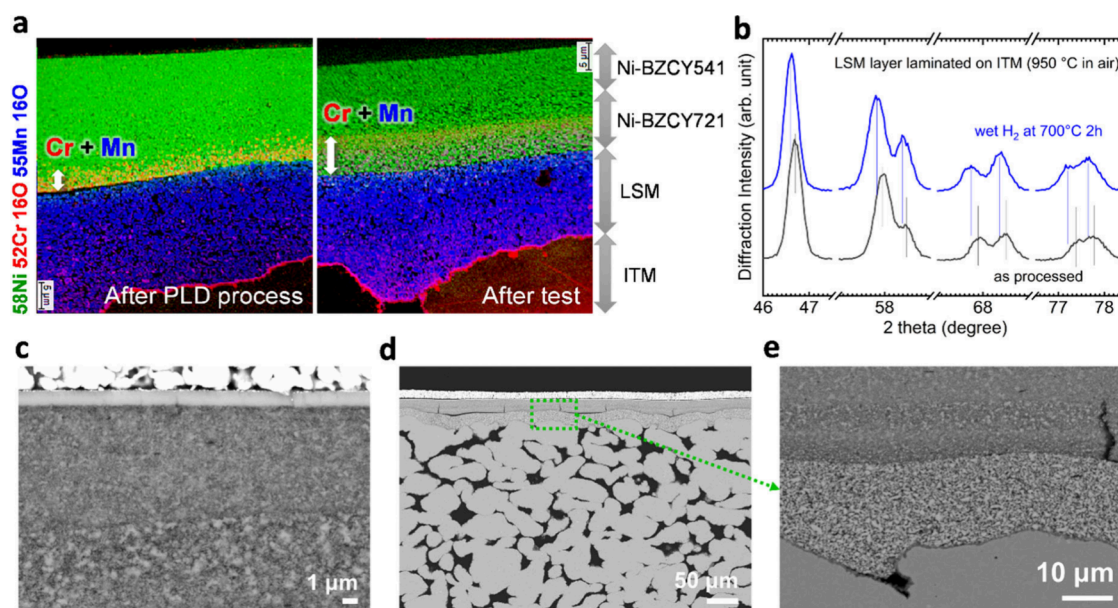 a
58Ni 52Cr 16O 55Mn 16O
Cr + Mn
5 µm
After PLD process
Cr + Mn
5 µm
After test
Ni-BZCY541
Ni-BZCY721
LSM
ITM
b
Diffraction Intensity (arb. unit)
LSM layer laminated on ITM (950 °C in air)
wet H2 at 700°C 2h
as processed
46 47 58 68 77 78
2 theta (degree)
c
1 µm
d
50 µm
e
10 µm